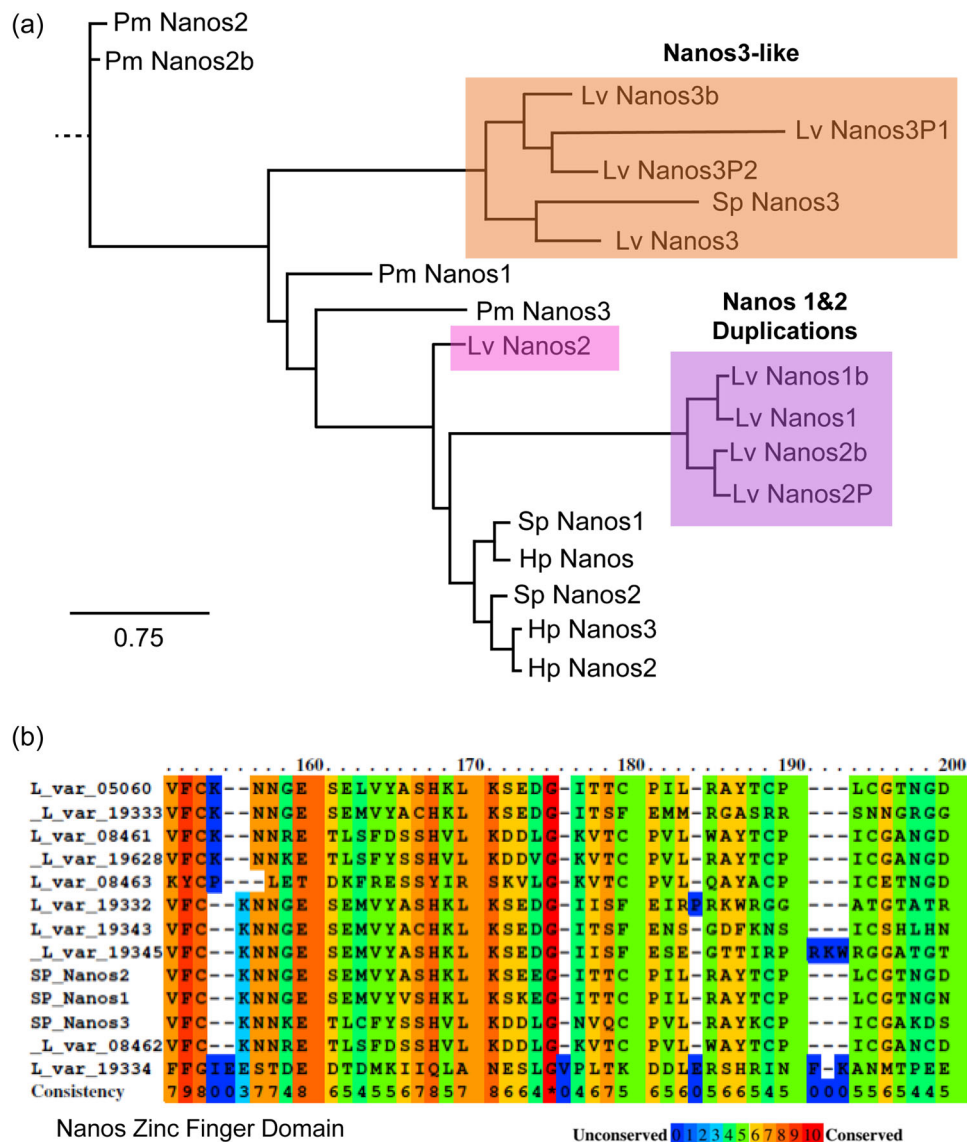 (a)
Pm Nanos2
Pm Nanos2b
Nanos3-like
Lv Nanos3b
Lv Nanos3P1
Lv Nanos3P2
Sp Nanos3
Lv Nanos3
Pm Nanos1
Nanos 1&2
Duplications
Pm Nanos3
Lv Nanos2
Lv Nanos1b
Lv Nanos1
Lv Nanos2b
Lv Nanos2P
Sp Nanos1
Hp Nanos
Sp Nanos2
Hp Nanos3
Hp Nanos2
0.75
(b)
. . . . . . . . . 160. . . . . . . . . 170. . . . . . . . . 180. . . . . . . . . 190. . . . . . . . . 200
L_var_05060 VFCK--NNGE SELVYASHKL KSEDG-ITTC PIL-RAYTCP ---LCGTNGD
_L_var_19333 VFCK--NNGE SEMVYACHKL KSEDG-ITSF EMM-RGASRR ---SNNGRGG
L_var_08461 VFCK--NNRE TLSFDSSHVL KDDLG-KVTC PVL-WAYTCP ---ICGANGD
_L_var_19628 VFCK--NNKE TLSFYSSHVL KDDVG-KVTC PVL-RAYTCP ---ICGANGD
L_var_08463 KYCP----LET DKFRESSYIR SKVLG-KVTC PVL-QAYACP ---ICETNGD
L_var_19332 VFC--KNNGE SEMVYASHKL KSEDG-IISF EIRPRKWRGG ---ATGTATR
L_var_19343 VFC--KNNGE SEMVYACHKL KSEDG-ITSF ENS-GDFKNS ---ICSHLHN
_L_var_19345 VFC--KNNGE SEMVYASHKL KSEDG-IISF ESE-GTTIRP RKWRGGATGT
SP_Nanos2 VFC--KNNGE SEMVYASHKL KSEEG-ITTC PIL-RAYTCP ---LCGTNGD
SP_Nanos1 VFC--KNNGE SEMVYVSHKL KSKEG-ITTC PIL-RAYTCP ---LCGTNGN
SP_Nanos3 VFC--KNNKE TLCFYSSHVL KDDLG-NVQC PVL-RAYKCP ---ICGAKDS
_L_var_08462 VFC--KNNRE TLSFDSSHVL KDDLG-KVTC PVL-RAYTCP ---ICGANCD
L_var_19334 FFGIEESTDE DTDMKIIQLA NESLGVPLTK DDLERSHRIN F-KANMTPEE
Consistency 7980037748 6545567857 8664*04675 6560566545 0005565445
Nanos Zinc Finger Domain
Unconserved 0 1 2 3 4 5 6 7 8 9 10 Conserved